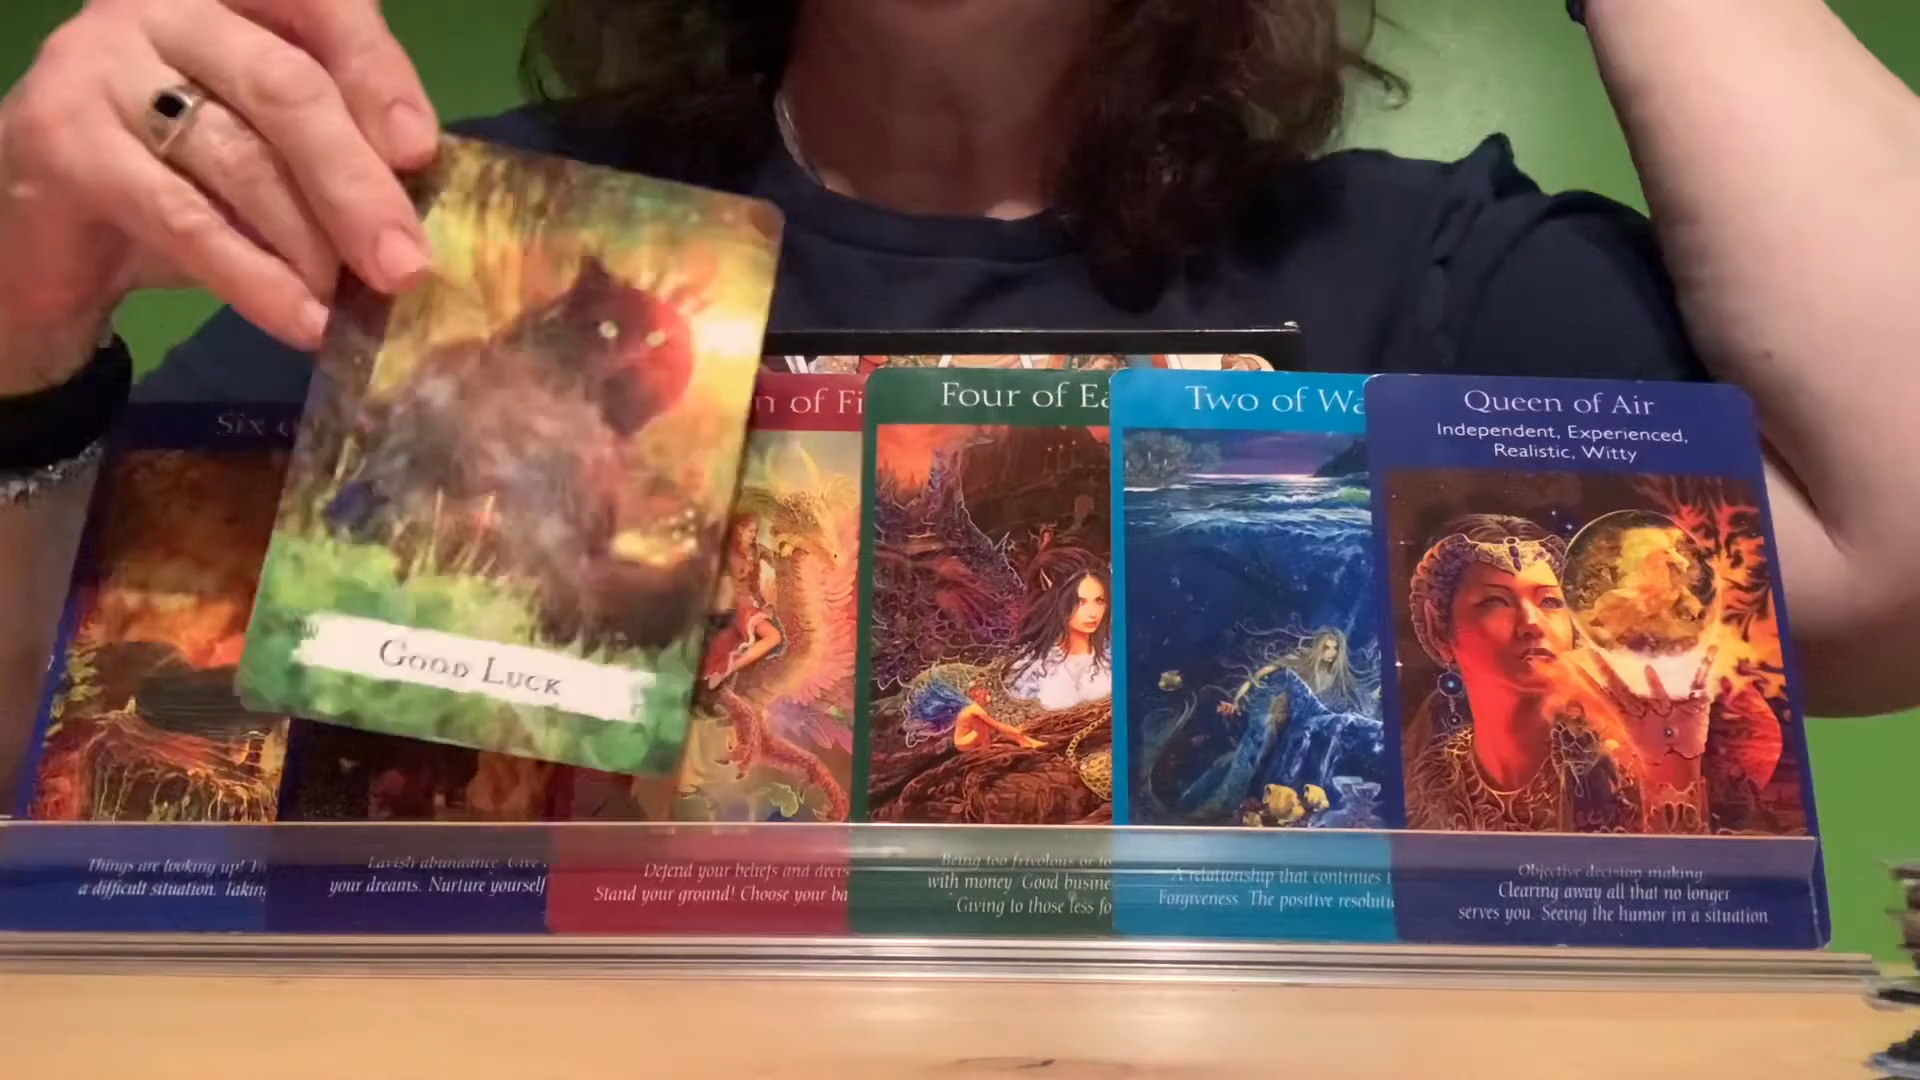 Good Luck
Six
of Fi
Four of Ea
Two of Wa
Queen of Air
Independent, Experienced,
Realistic, Witty
Things are looking up!
a difficult situation. Taking
Lavish abundance. Give
your dreams. Nurture yourself
Defend your beliefs and
Stand your ground! Choose your ba
Being too frivolous or
with money. Good busine
Giving to those less fo
A relationship that continues t
Forgiveness. The positive resoluti
Objective decision making.
Clearing away all that no longer
serves you. Seeing the humor in a situation